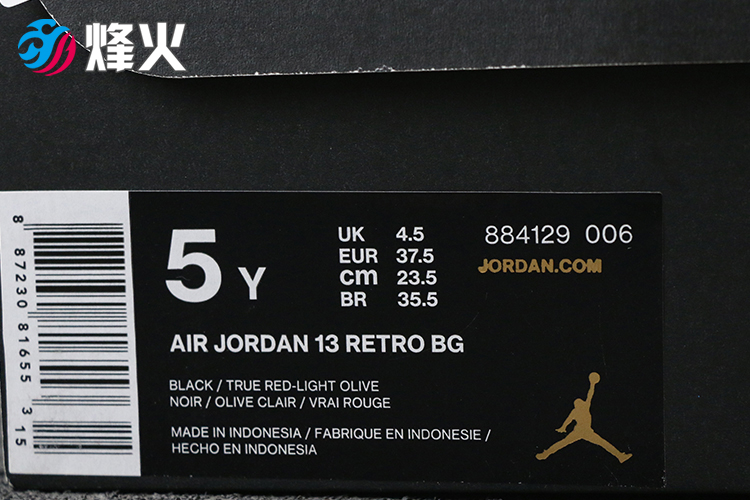 烽火
5 Y
UK 4.5
EUR 37.5
cm 23.5
BR 35.5
884129 006
JORDAN.COM
AIR JORDAN 13 RETRO BG
BLACK / TRUE RED-LIGHT OLIVE
NOIR / OLIVE CLAIR / VRAI ROUGE
MADE IN INDONESIA / FABRIQUE EN INDONESIE /
HECHO EN INDONESIA
8 87230 81655 3 15